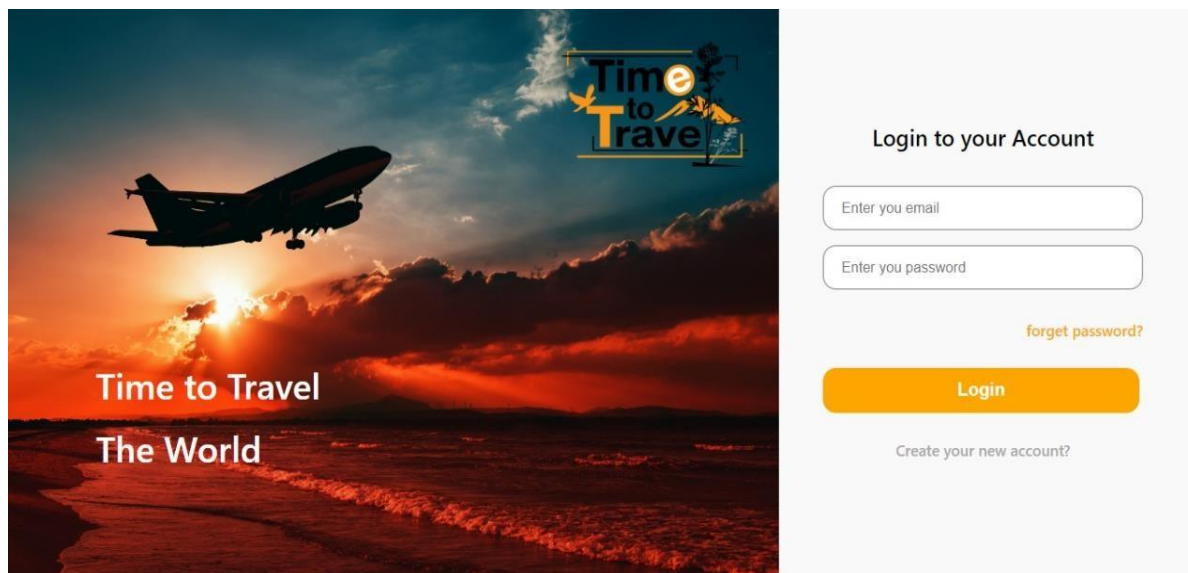 Time
to
Trave
Time to Travel
The World
Login to your Account
Enter you email
Enter you password
forget password?
Login
Create your new account?